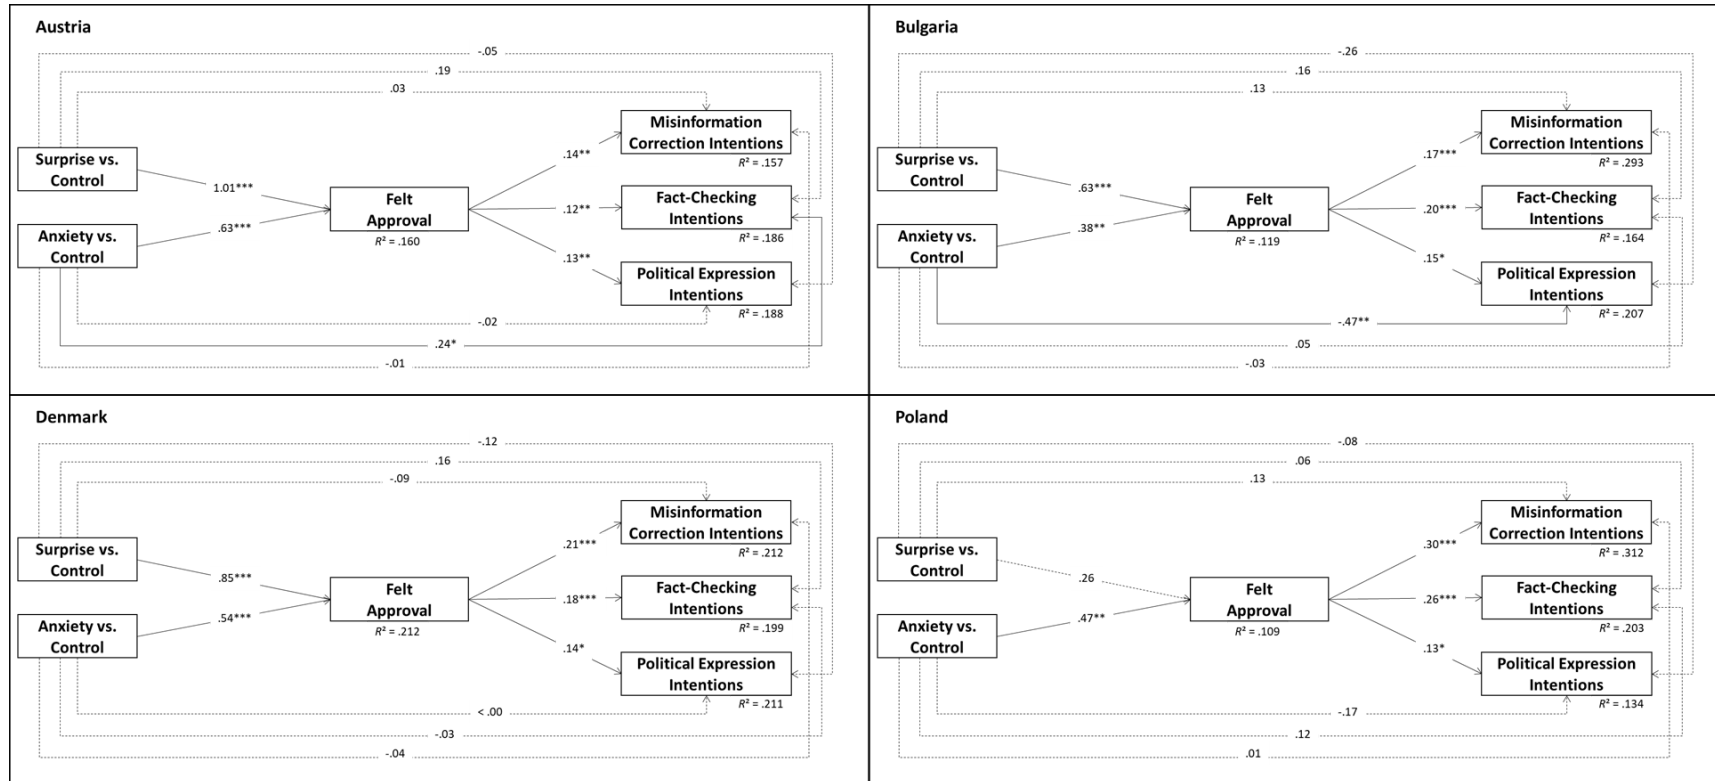 Austria
-.05
.19
.03
Misinformation
Correction Intentions
R² = .157
Surprise vs.
Control
.14**
1.01***
Felt
Approval
R² = .160
.12**
Fact-Checking
Intentions
R² = .186
Anxiety vs.
Control
.63***
.13**
Political Expression
Intentions
R² = .188
-.02
.24*
-.01
Bulgaria
-.26
.16
.13
Misinformation
Correction Intentions
R² = .293
Surprise vs.
Control
.17***
.63***
Felt
Approval
R² = .119
.20***
Fact-Checking
Intentions
R² = .164
Anxiety vs.
Control
.38**
.15*
Political Expression
Intentions
R² = .207
-.47**
.05
-.03
Denmark
-.12
.16
-.09
Misinformation
Correction Intentions
R² = .212
Surprise vs.
Control
.21***
.85***
Felt
Approval
R² = .212
.18***
Fact-Checking
Intentions
R² = .199
Anxiety vs.
Control
.54***
.14*
Political Expression
Intentions
R² = .211
< .00
-.03
-.04
Poland
-.08
.06
.13
Misinformation
Correction Intentions
R² = .312
Surprise vs.
Control
.30***
.26
Felt
Approval
R² = .109
.26***
Fact-Checking
Intentions
R² = .203
Anxiety vs.
Control
.47**
.13*
Political Expression
Intentions
R² = .134
-.17
.12
.01